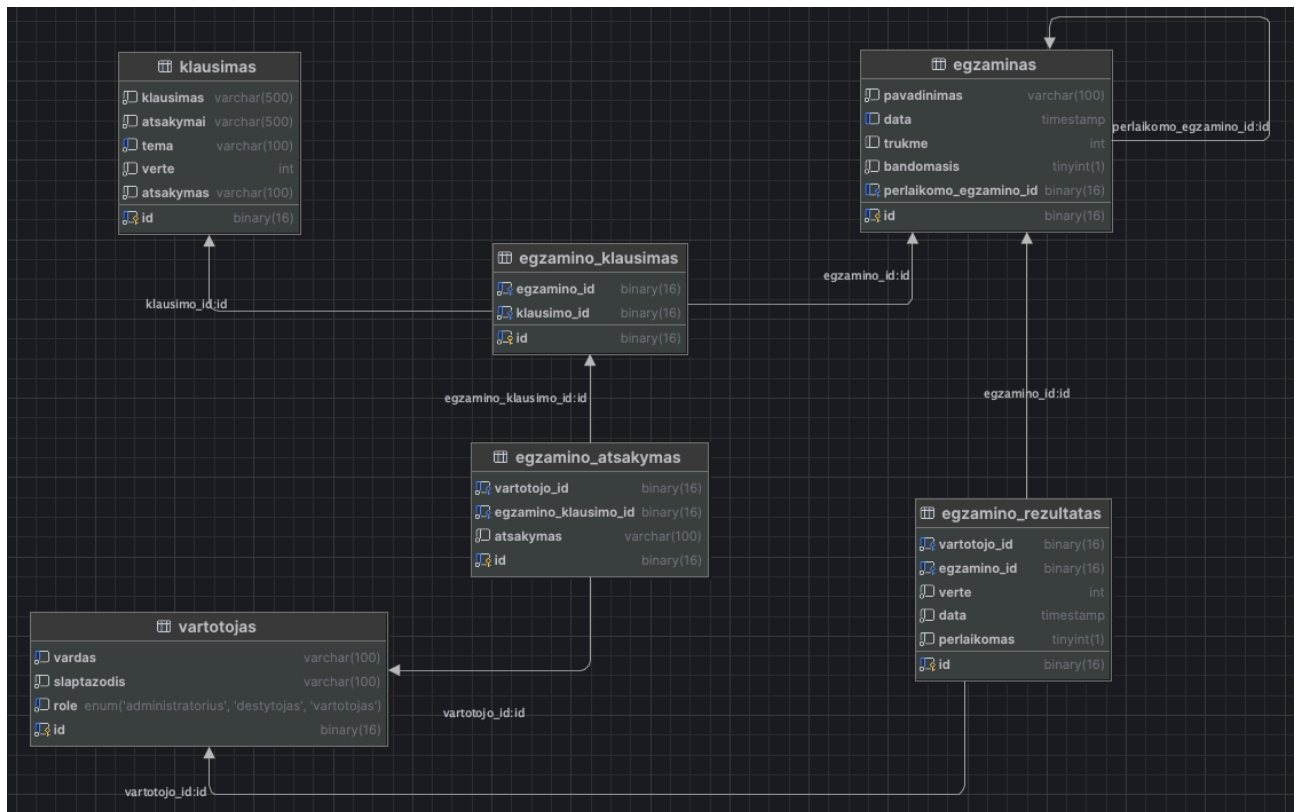 klausimas
klausimas varchar(500)
atsakymai varchar(500)
tema varchar(100)
verte int
atsakymas varchar(100)
id binary(16)
egzaminas
pavadinimas varchar(100)
data timestamp
trukme int
bandomasis tinyint(1)
perlaikomo_egzamino_id binary(16)
id binary(16)
perlaikomo_egzamino_id:id
egzamino_klausimas
egzamino_id binary(16)
klausimo_id binary(16)
id binary(16)
klausimo_id:id
egzamino_id:id
egzamino_klausimo_id:id
egzamino_id:id
egzamino_atsakymas
vartotojo_id binary(16)
egzamino_klausimo_id binary(16)
atsakymas varchar(100)
id binary(16)
egzamino_rezultatas
vartotojo_id binary(16)
egzamino_id binary(16)
verte int
data timestamp
perlaikomas tinyint(1)
id binary(16)
vartotojas
vardas varchar(100)
slaptazodis varchar(100)
role enum('administratorius', 'destytojas', 'vartotojas')
id binary(16)
vartotojo_id:id
vartotojo_id:id